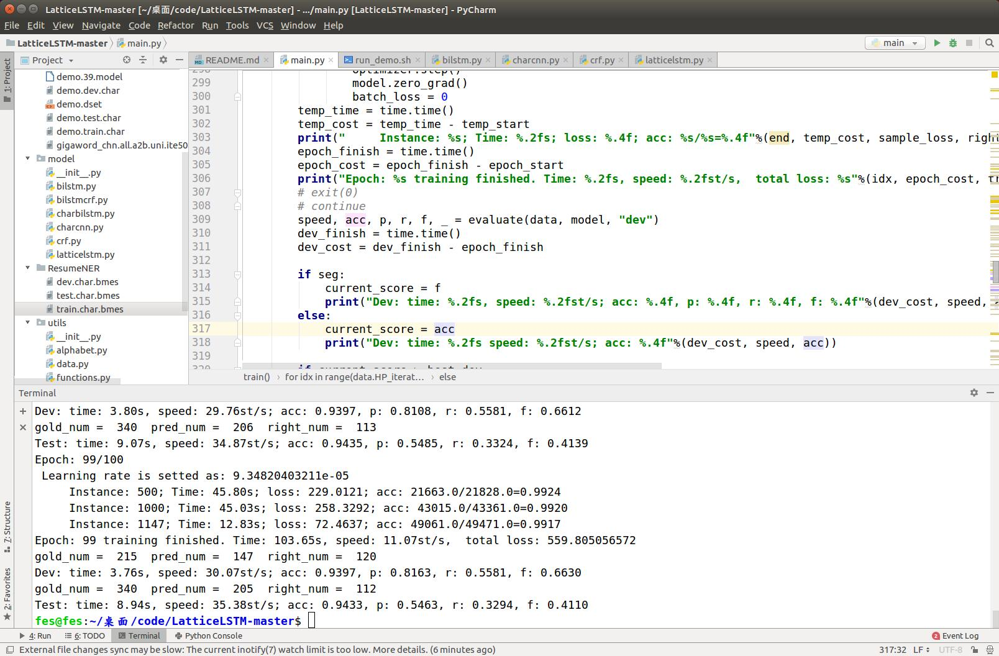 LatticeLSTM-master [~/桌面/code/LatticeLSTM-master] - .../main.py [LatticeLSTM-master] - PyCharm
File Edit View Navigate Code Refactor Run Tools VCS Window Help
LatticeLSTM-master main.py main
1: Project
Project
README.md main.py run_demo.sh bilstm.py charcnn.py crf.py latticelstm.py
demo.39.model
demo.dev.char
demo.dset
demo.test.char
demo.train.char
gigaword_chn.all.a2b.uni.ite50
model
__init__.py
bilstm.py
bilstmcrf.py
charbilstm.py
charcnn.py
crf.py
latticelstm.py
ResumeNER
dev.char.bmes
test.char.bmes
train.char.bmes
utils
__init__.py
alphabet.py
data.py
functions.py
298 optimizer.step()
299 model.zero_grad()
300 batch_loss = 0
301 temp_time = time.time()
302 temp_cost = temp_time - temp_start
303 print("     Instance: %s; Time: %.2fs; loss: %.4f; acc: %s/%s=%.4f"%(end, temp_cost, sample_loss, righ
304 epoch_finish = time.time()
305 epoch_cost = epoch_finish - epoch_start
306 print("Epoch: %s training finished. Time: %.2fs, speed: %.2fst/s,  total loss: %s"%(idx, epoch_cost, tr
307 # exit(0)
308 # continue
309 speed, acc, p, r, f, _ = evaluate(data, model, "dev")
310 dev_finish = time.time()
311 dev_cost = dev_finish - epoch_finish
312
313 if seg:
314 current_score = f
315 print("Dev: time: %.2fs, speed: %.2fst/s; acc: %.4f, p: %.4f, r: %.4f, f: %.4f"%(dev_cost, speed,
316 else:
317 current_score = acc
318 print("Dev: time: %.2fs speed: %.2fst/s; acc: %.4f"%(dev_cost, speed, acc))
319
320 if current_score > best_dev:
train() › for idx in range(data.HP_iterat... › else
Terminal
Dev: time: 3.80s, speed: 29.76st/s; acc: 0.9397, p: 0.8108, r: 0.5581, f: 0.6612
gold_num =  340  pred_num =  206  right_num =  113
Test: time: 9.07s, speed: 34.87st/s; acc: 0.9435, p: 0.5485, r: 0.3324, f: 0.4139
Epoch: 99/100
 Learning rate is setted as: 9.34820403211e-05
     Instance: 500; Time: 45.80s; loss: 229.0121; acc: 21663.0/21828.0=0.9924
     Instance: 1000; Time: 45.03s; loss: 258.3292; acc: 43015.0/43361.0=0.9920
     Instance: 1147; Time: 12.83s; loss: 72.4637; acc: 49061.0/49471.0=0.9917
Epoch: 99 training finished. Time: 103.65s, speed: 11.07st/s,  total loss: 559.805056572
gold_num =  215  pred_num =  147  right_num =  120
Dev: time: 3.76s, speed: 30.07st/s; acc: 0.9397, p: 0.8163, r: 0.5581, f: 0.6630
gold_num =  340  pred_num =  205  right_num =  112
Test: time: 8.94s, speed: 35.38st/s; acc: 0.9433, p: 0.5463, r: 0.3294, f: 0.4110
fes@fes:~/桌面/code/LatticeLSTM-master$
7: Structure
2: Favorites
4: Run 6: TODO Terminal Python Console 2 Event Log
External file changes sync may be slow: The current inotify(7) watch limit is too low. More details. (6 minutes ago) 317:32 LF UTF-8